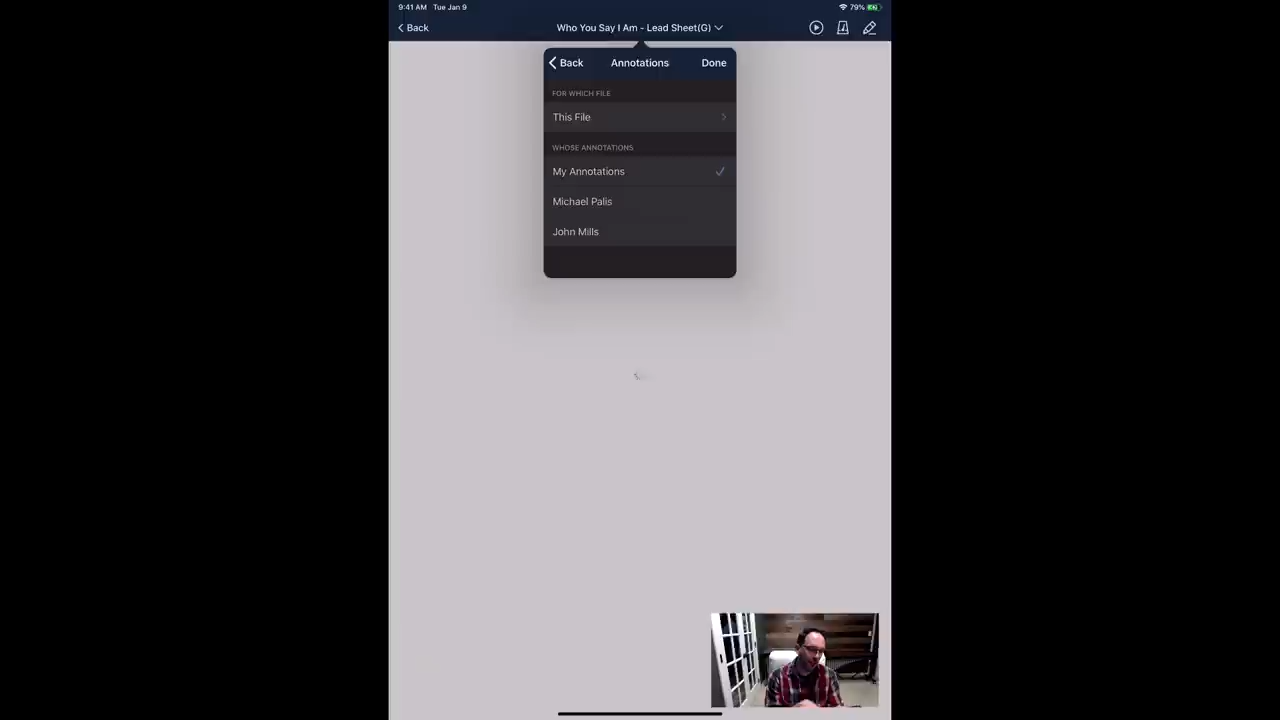 9:41 AM Tue Jan 9 79%
Back Who You Say I Am - Lead Sheet(G)
Back Annotations Done
FOR WHICH FILE
This File
WHOSE ANNOTATIONS
My Annotations
Michael Palis
John Mills